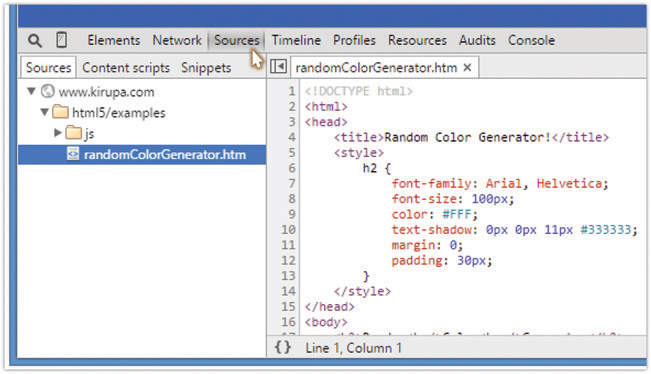 Elements Network Sources Timeline Profiles Resources Audits Console
Sources Content scripts Snippets
www.kirupa.com
html5/examples
js
randomColorGenerator.htm
randomColorGenerator.htm ×
1 <!DOCTYPE html>
2 <html>
3 <head>
4 <title>Random Color Generator!</title>
5 <style>
6 h2 {
7 font-family: Arial, Helvetica;
8 font-size: 100px;
9 color: #FFF;
10 text-shadow: 0px 0px 11px #333333;
11 margin: 0;
12 padding: 30px;
13 }
14 </style>
15 </head>
16 <body>
17
{} Line 1, Column 1